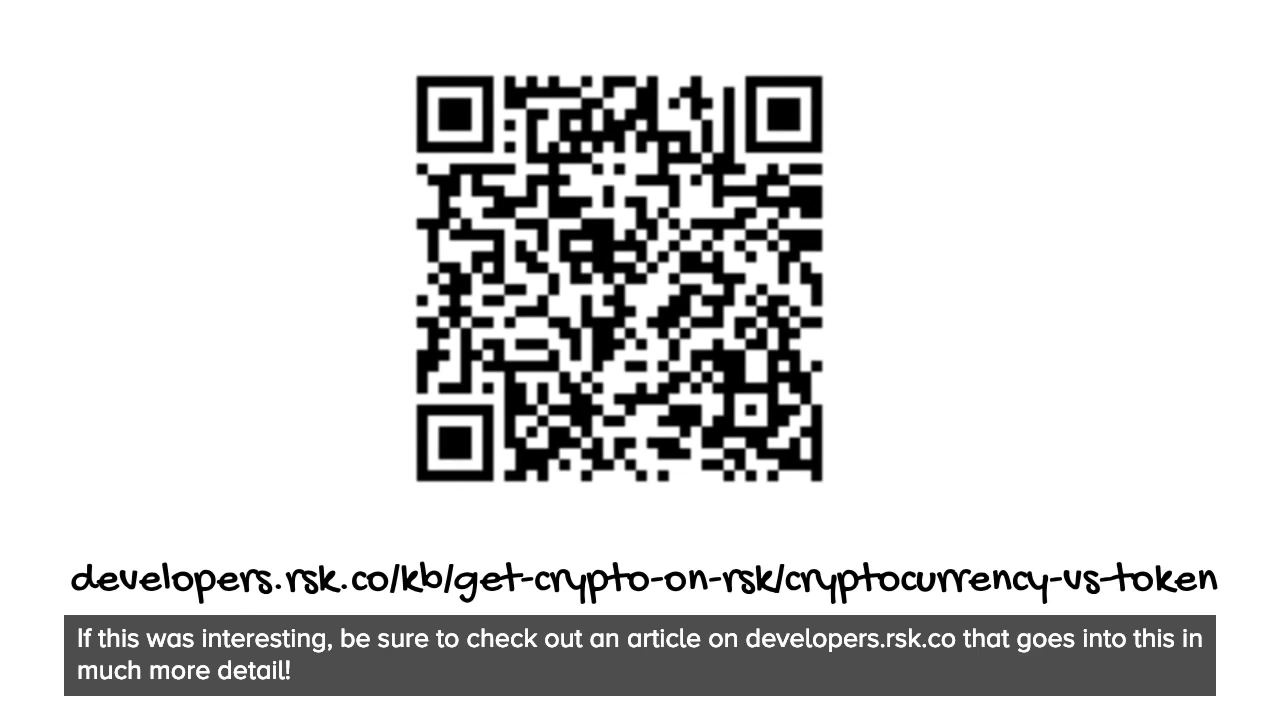 developers.rsk.co/kb/get-crypto-on-rsk/cryptocurrency-vs-token
If this was interesting, be sure to check out an article on developers.rsk.co that goes into this in
much more detail!